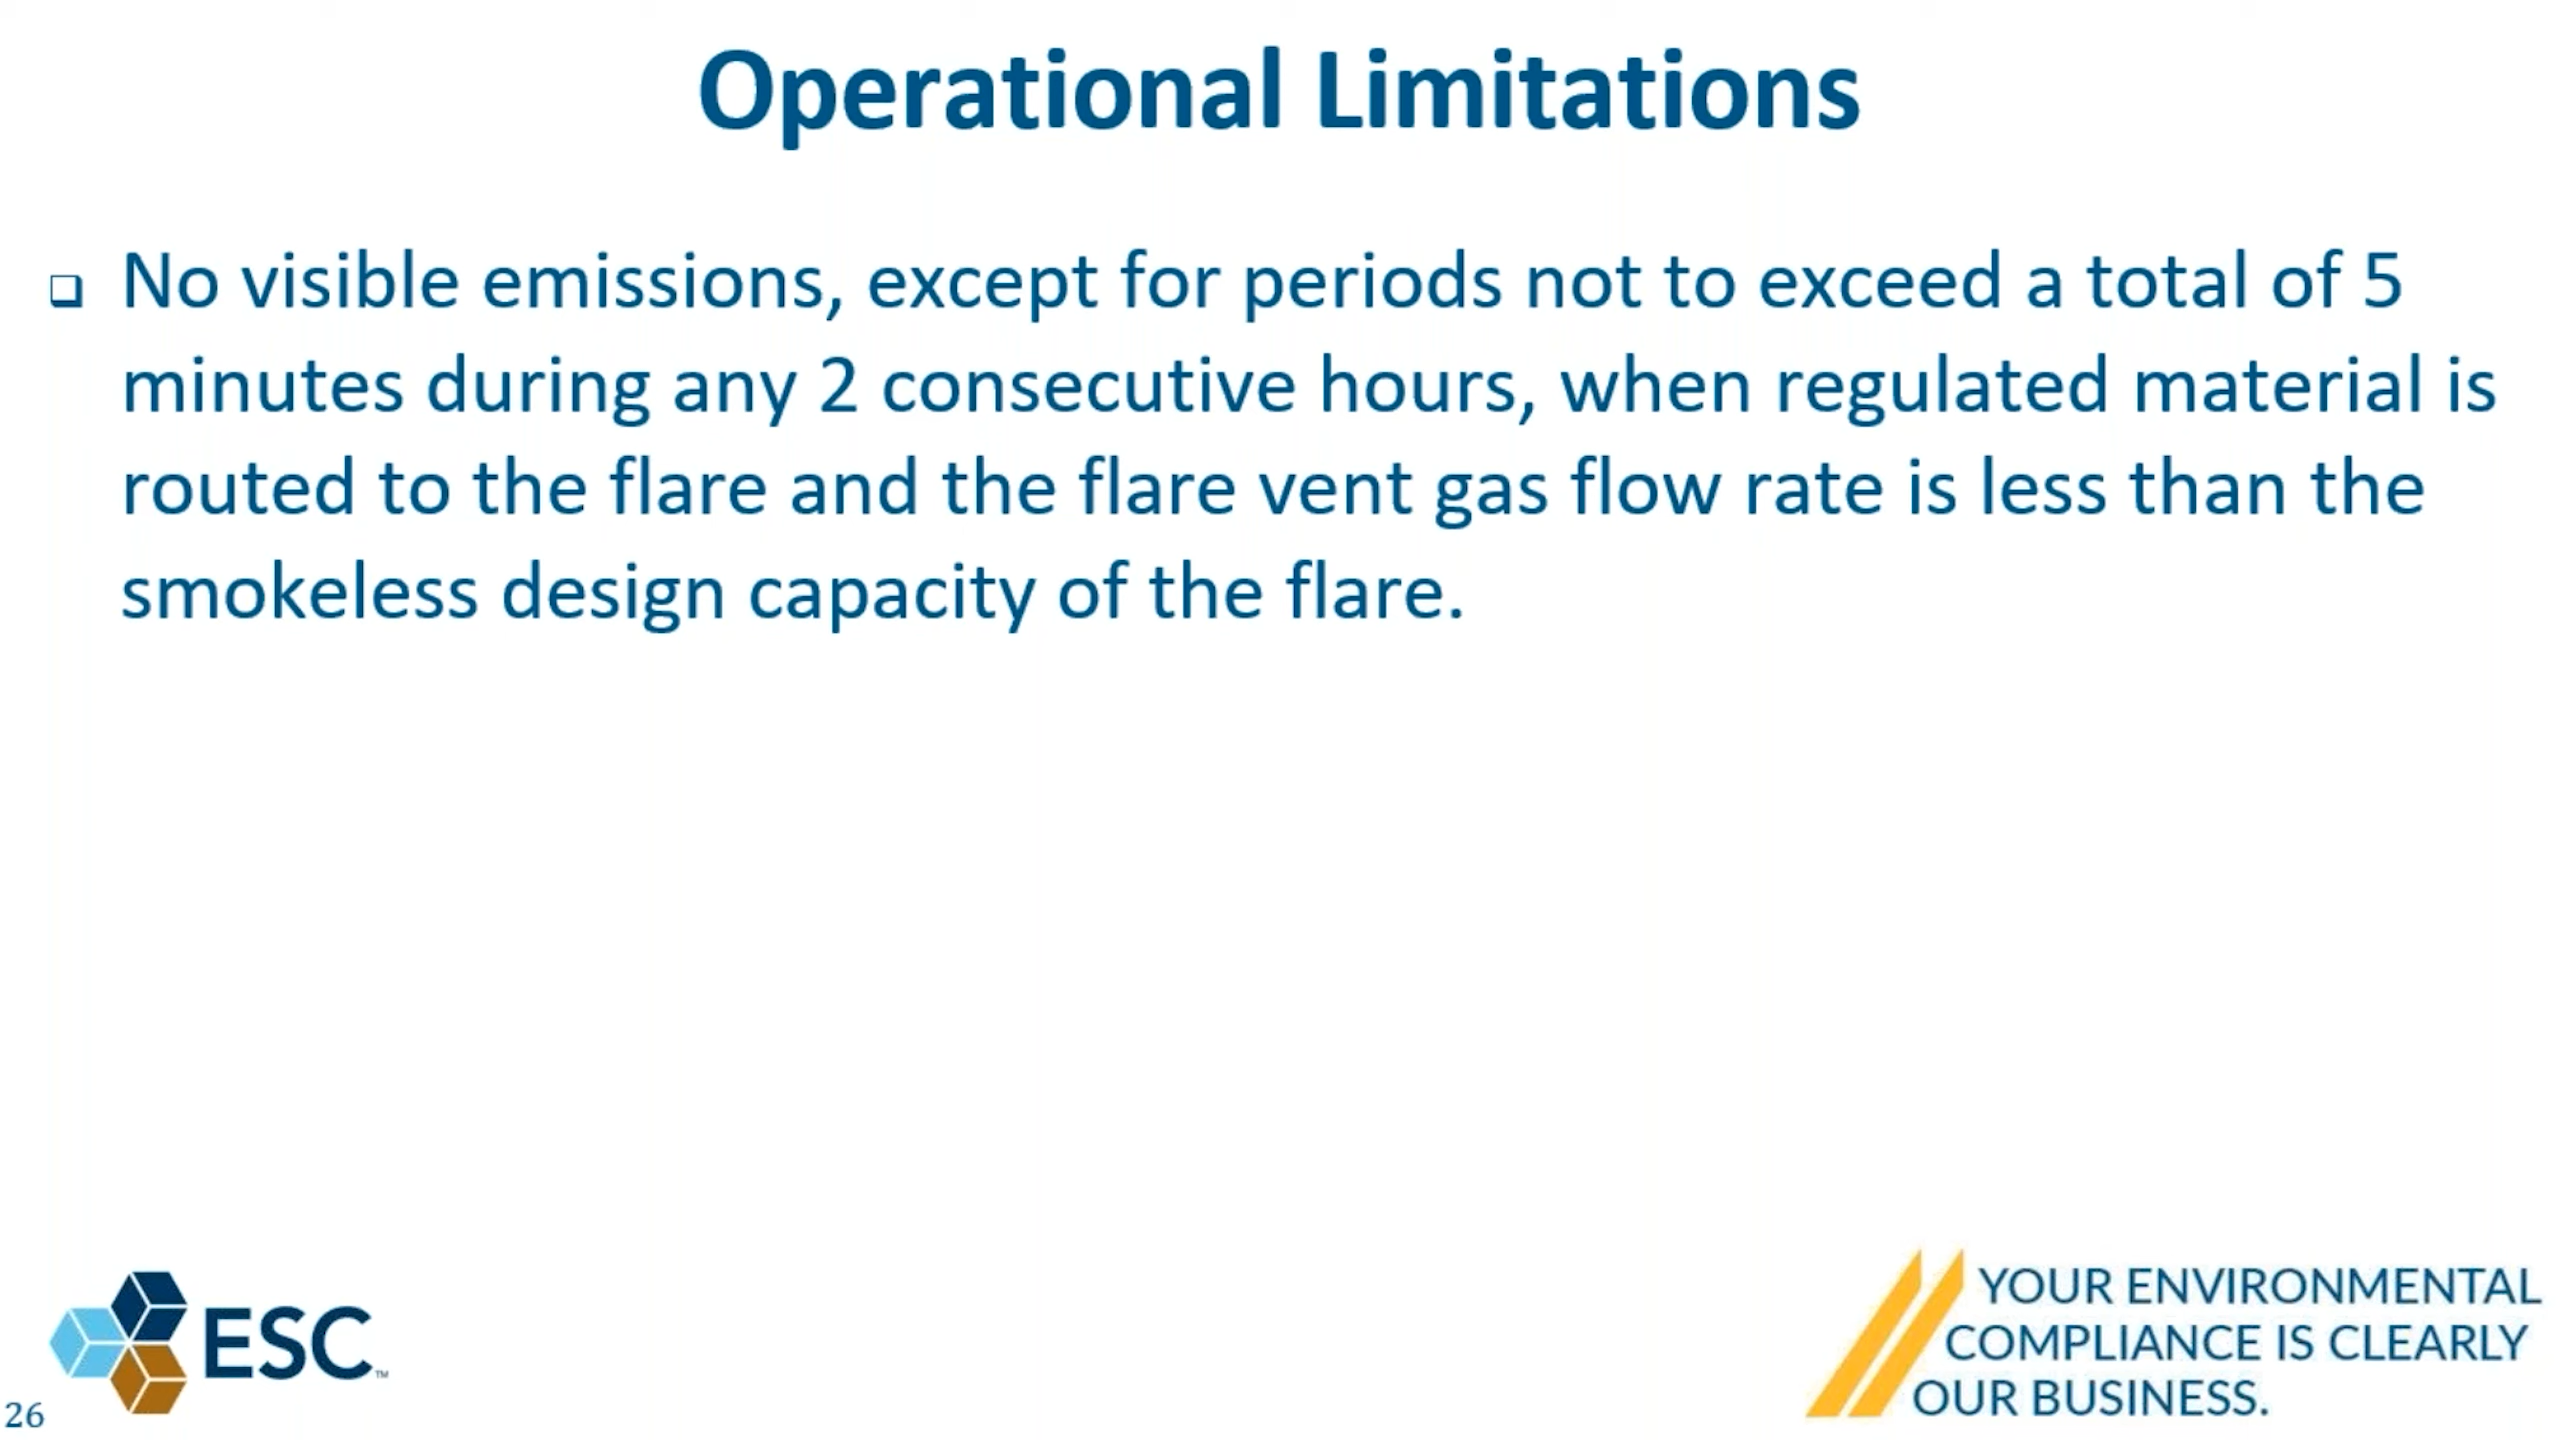 Operational Limitations
❑ No visible emissions, except for periods not to exceed a total of 5
minutes during any 2 consecutive hours, when regulated material is
routed to the flare and the flare vent gas flow rate is less than the
smokeless design capacity of the flare.
ESC™
YOUR ENVIRONMENTAL
COMPLIANCE IS CLEARLY
OUR BUSINESS.
26